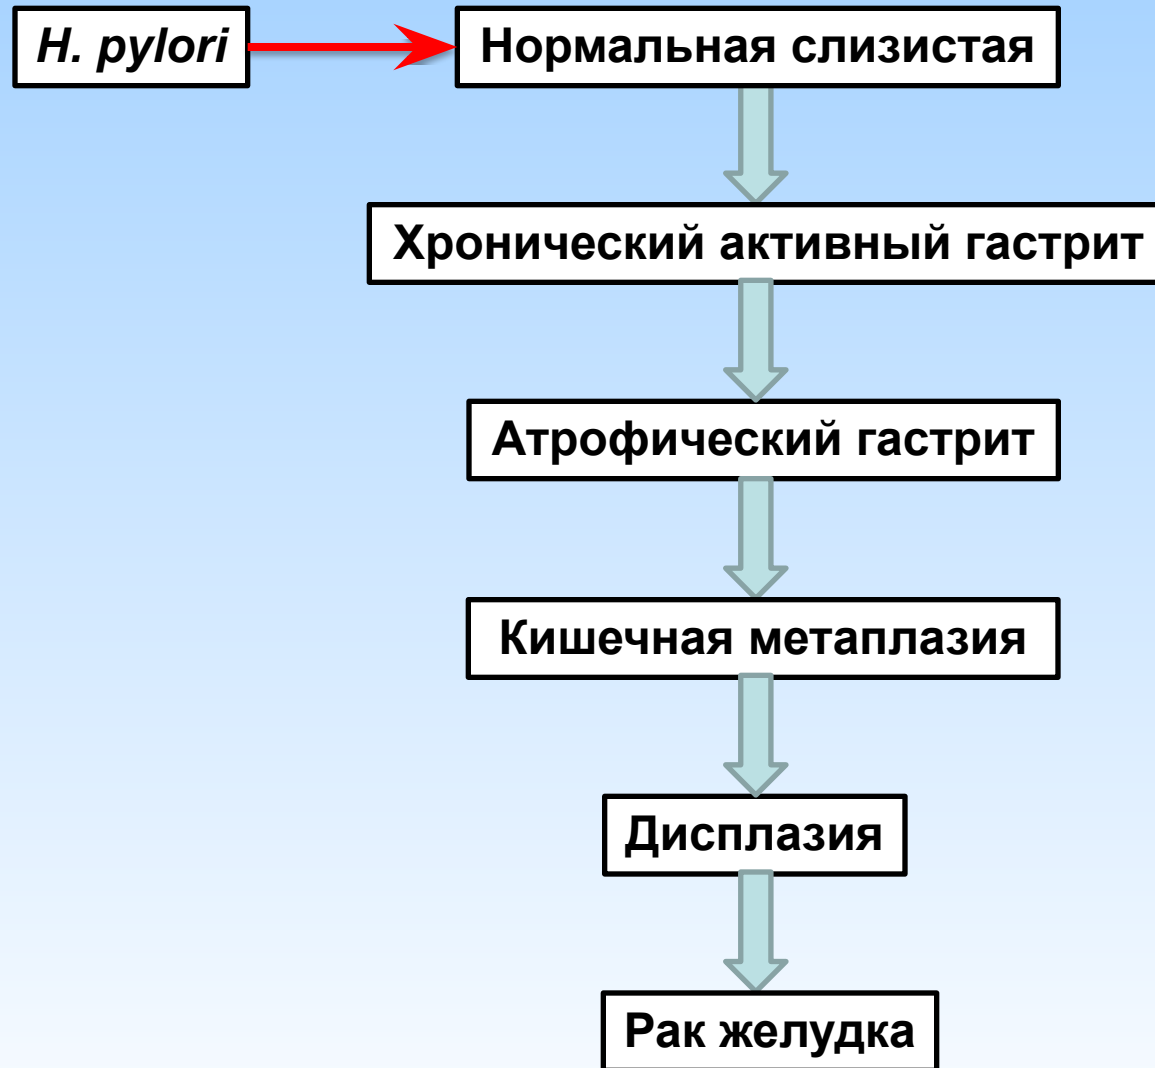 H. pylori
Нормальная слизистая
Хронический активный гастрит
Атрофический гастрит
Кишечная метаплазия
Дисплазия
Рак желудка